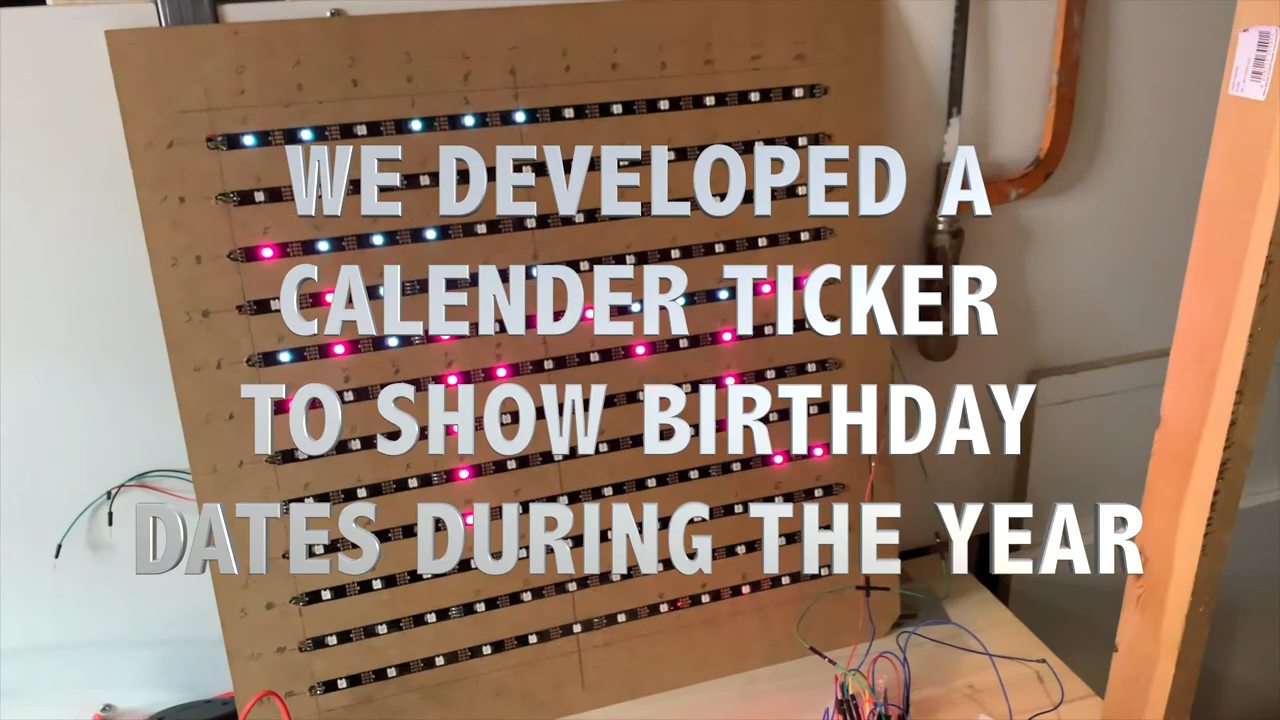 WE DEVELOPED A
CALENDER TICKER
TO SHOW BIRTHDAY
DATES DURING THE YEAR